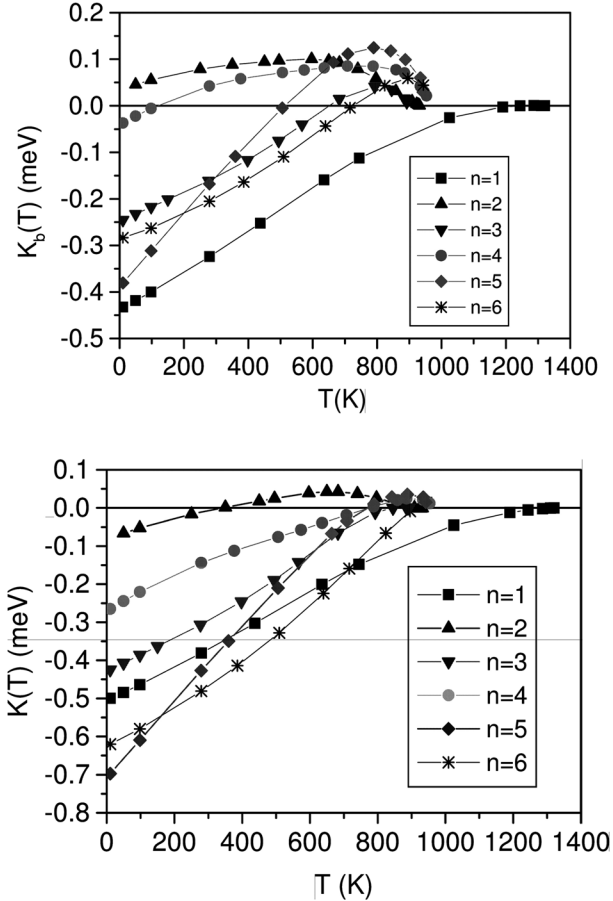 0.2
0.1
0.0
-0.1
-0.2
-0.3
-0.4
-0.5
K_b(T) (meV)
n=1
n=2
n=3
n=4
n=5
n=6
0 200 400 600 800 1000 1200 1400
T(K)
0.1
0.0
-0.1
-0.2
-0.3
-0.4
-0.5
-0.6
-0.7
-0.8
K(T) (meV)
n=1
n=2
n=3
n=4
n=5
n=6
0 200 400 600 800 1000 1200 1400
T (K)